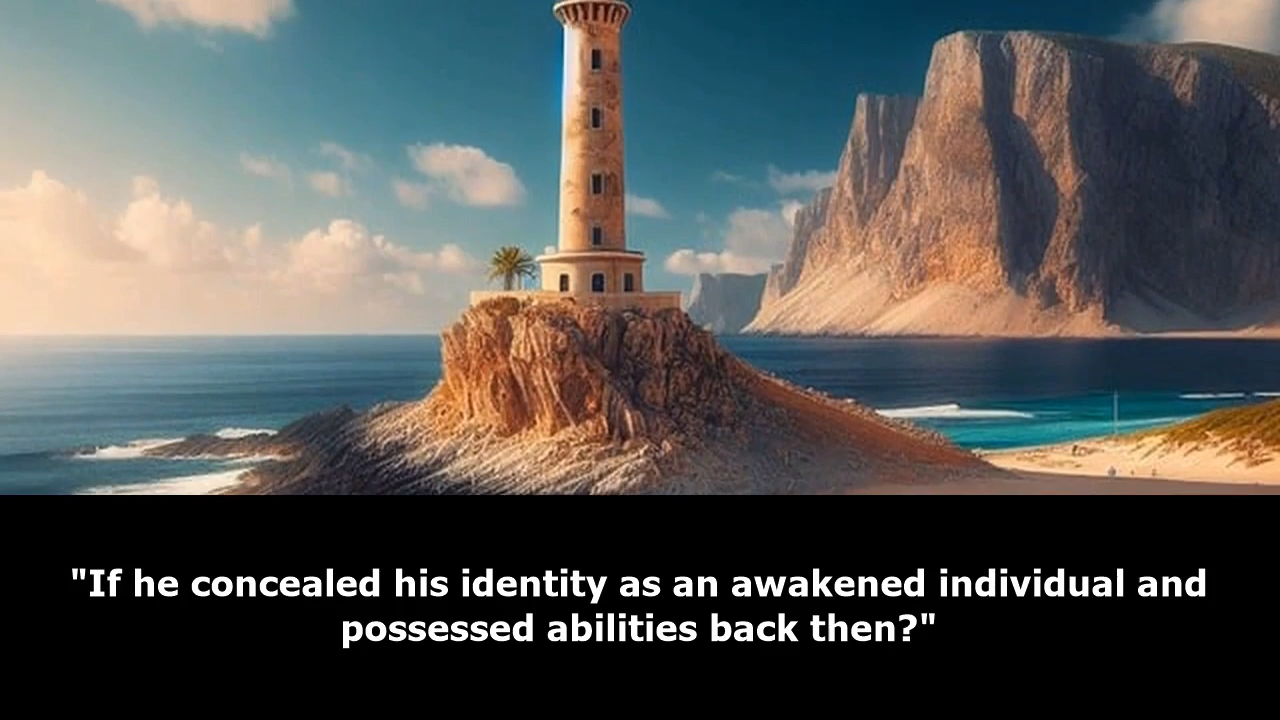 "If he concealed his identity as an awakened individual and
possessed abilities back then?"